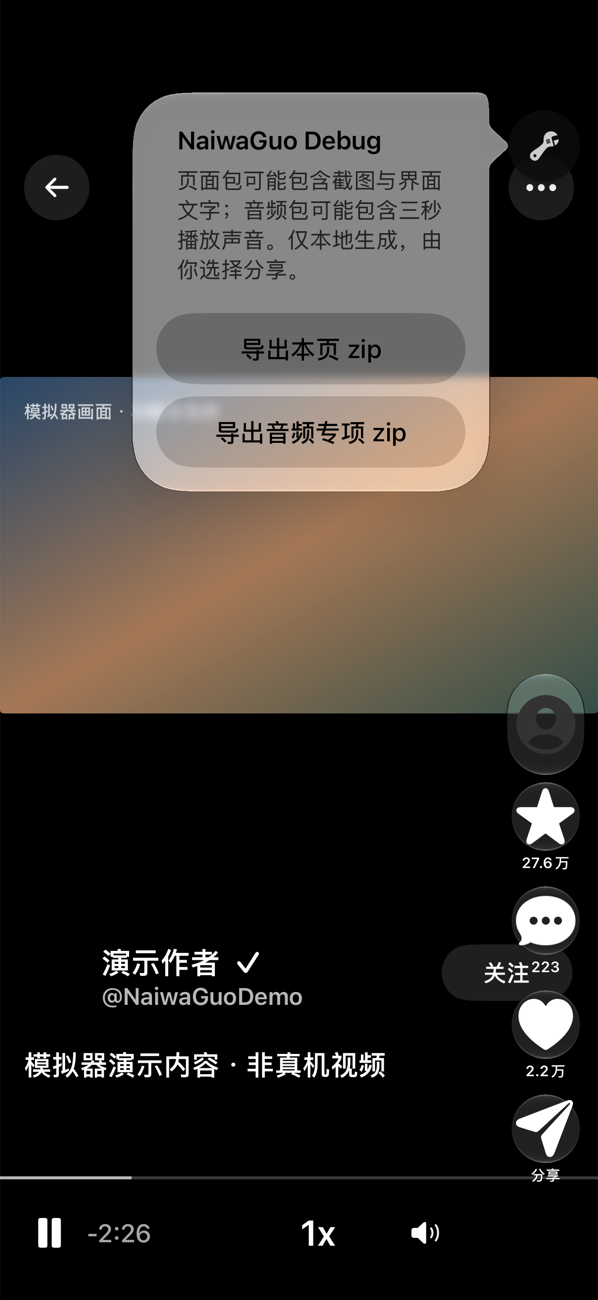 NaiwaGuo Debug
页面包可能包含截图与界面
文字；音频包可能包含三秒
播放声音。仅本地生成，由
你选择分享。
导出本页 zip
模拟器画面 ·
导出音频专项 zip
27.6万
演示作者
@NaiwaGuoDemo
关注
223
模拟器演示内容 · 非真机视频
2.2万
分享
-2:26
1x